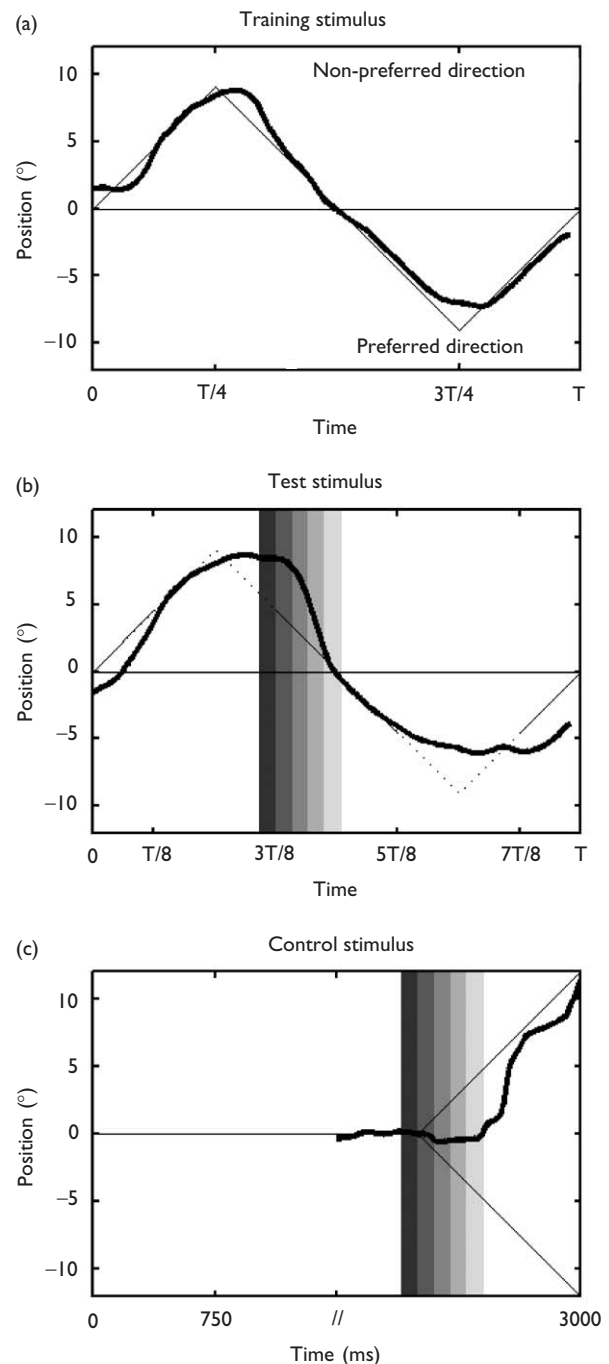 (a) Training stimulus
Non-preferred direction
10
5
0
−5
−10
Position (°)
Preferred direction
0 T/4 3T/4 T
Time
(b) Test stimulus
10
5
0
−5
−10
Position (°)
0 T/8 3T/8 5T/8 7T/8 T
Time
(c) Control stimulus
10
5
0
−5
−10
Position (°)
0 750 // 3000
Time (ms)